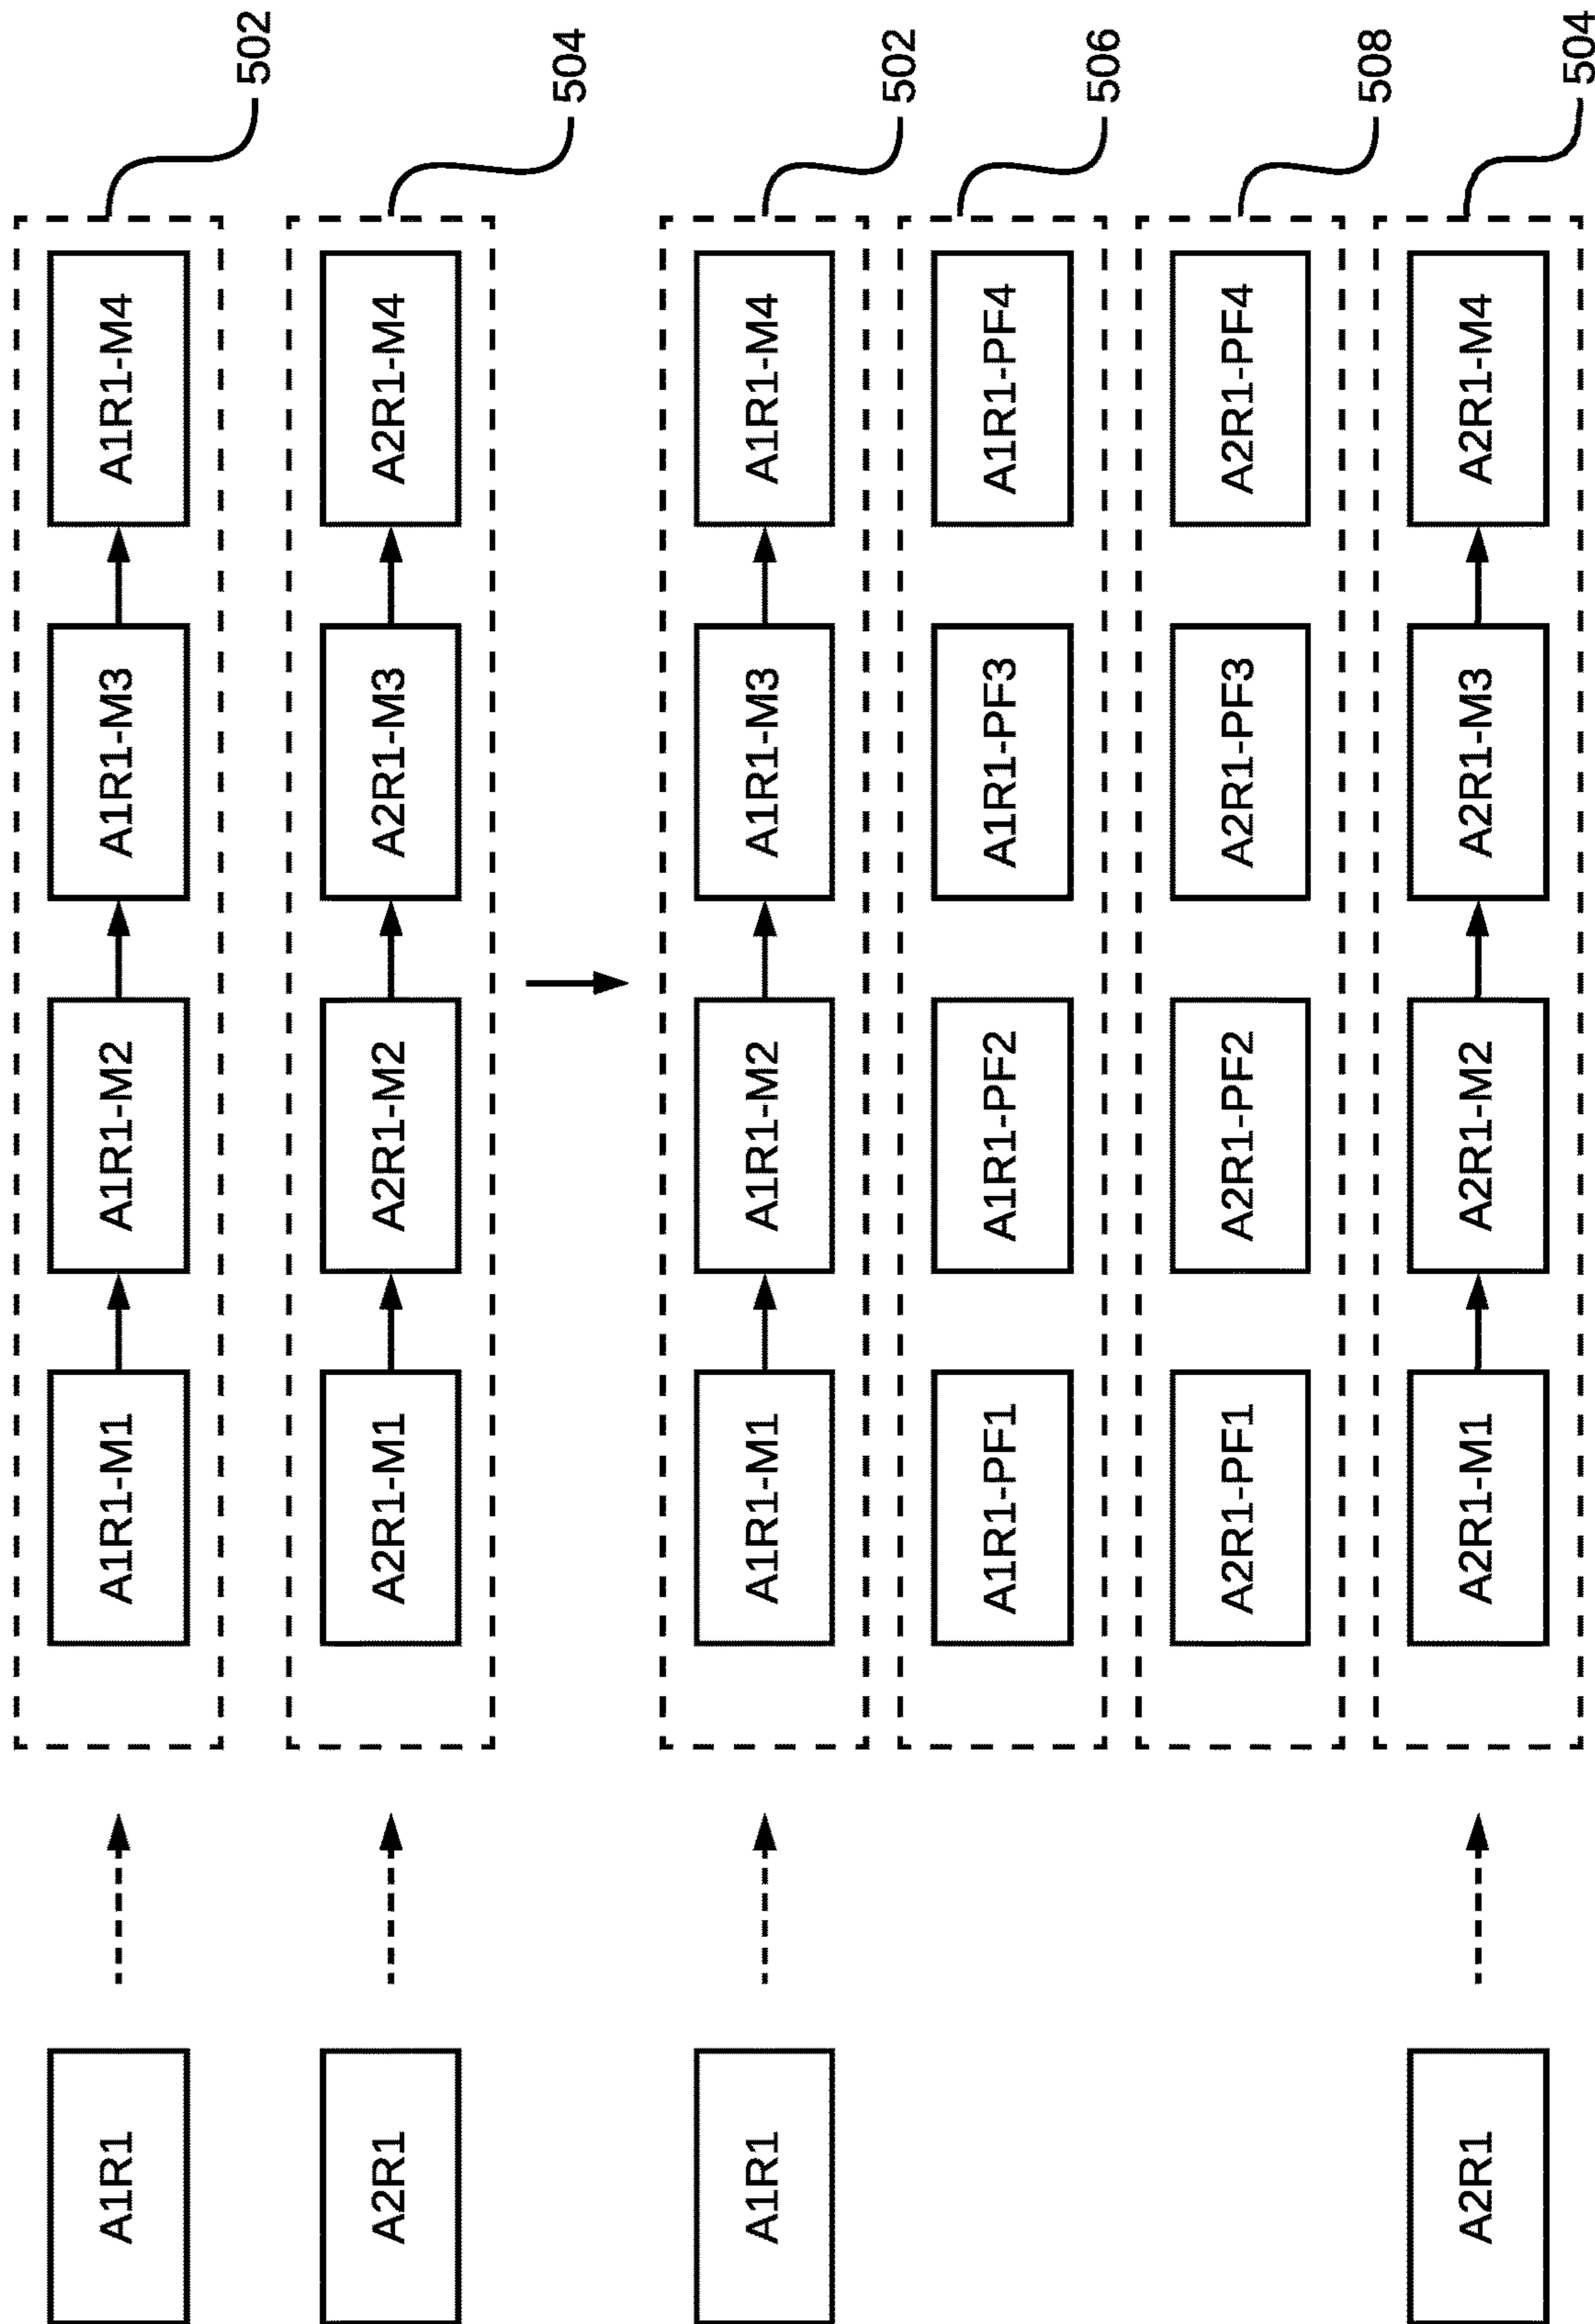 A1R1
A1R1-M1
A1R1-M2
A1R1-M3
A1R1-M4
502
A2R1
A2R1-M1
A2R1-M2
A2R1-M3
A2R1-M4
504
A1R1
A1R1-M1
A1R1-M2
A1R1-M3
A1R1-M4
502
A1R1-PF1
A1R1-PF2
A1R1-PF3
A1R1-PF4
506
A2R1-PF1
A2R1-PF2
A2R1-PF3
A2R1-PF4
508
A2R1
A2R1-M1
A2R1-M2
A2R1-M3
A2R1-M4
504